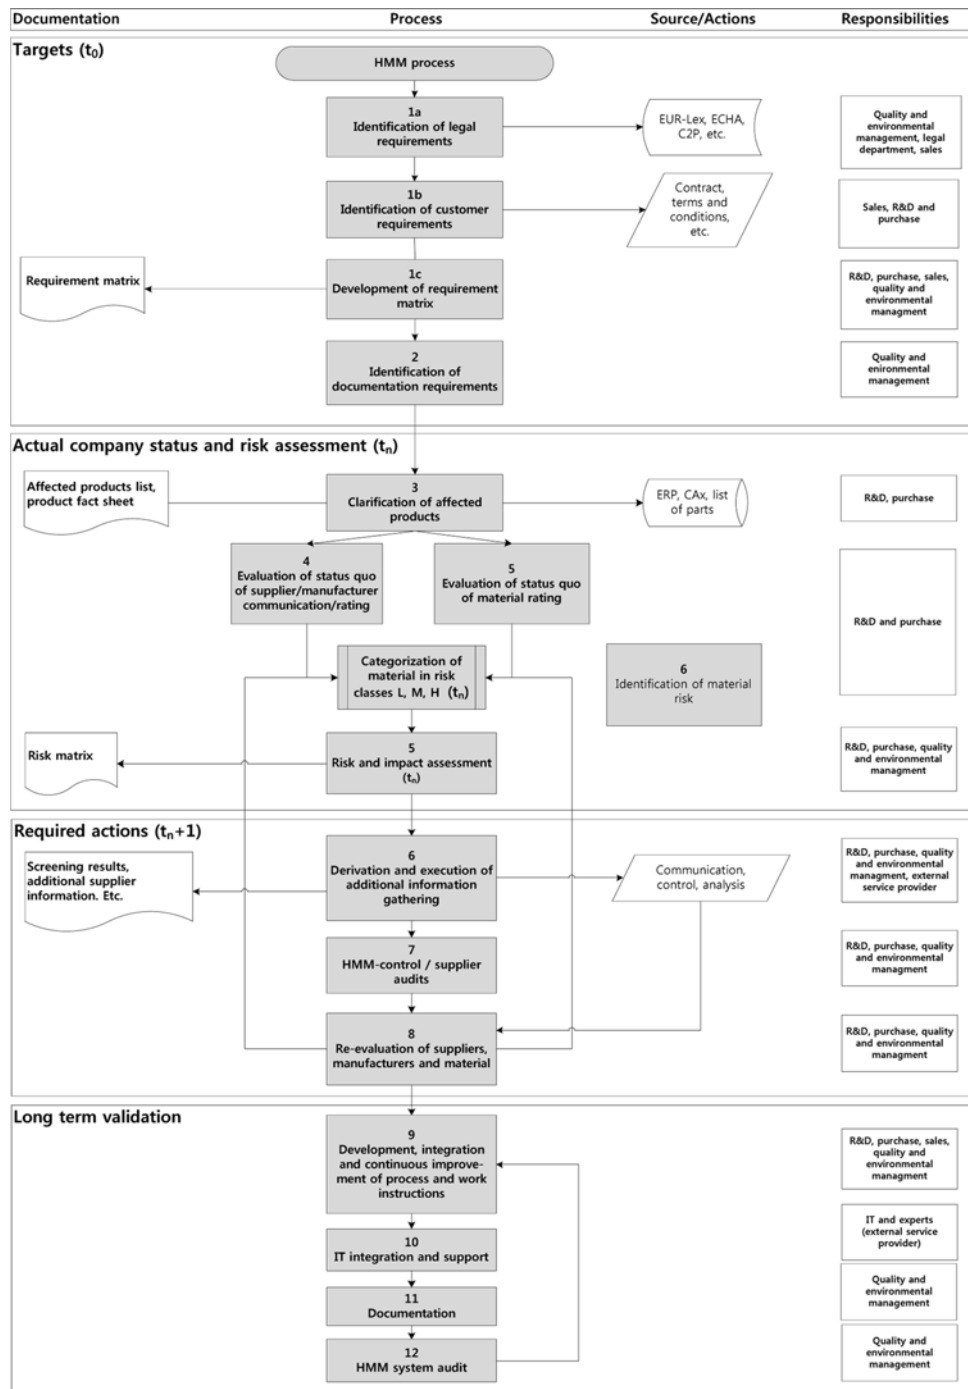 Documentation
Process
Source/Actions
Responsibilities
Targets (t0)
HMM process
1a
Identification of legal
requirements
EUR-Lex, ECHA,
C2P, etc.
Quality and
environmental
management, legal
department, sales
1b
Identification of customer
requirements
Contract,
terms and
conditions,
etc.
Sales, R&D and
purchase
Requirement matrix
1c
Development of requirement
matrix
R&D, purchase, sales,
quality and
environmental
managment
2
Identification of
documentation requirements
Quality and
enironmental
management
Actual company status and risk assessment (tn)
Affected products list,
product fact sheet
3
Clarification of affected
products
ERP, CAx, list
of parts
R&D, purchase
4
Evaluation of status quo
of supplier/manufacturer
communication/rating
5
Evaluation of status quo
of material rating
R&D and purchase
Categorization of
material in risk
classes L, M, H (tn)
6
Identification of material
risk
Risk matrix
5
Risk and impact assessment
(tn)
R&D, purchase, quality
and environmental
managment
Required actions (tn+1)
Screening results,
additional supplier
information. Etc.
6
Derivation and execution of
additional information
gathering
Communication,
control, analysis
R&D, purchase, quality
and environmental
managment, external
service provider
7
HMM-control / supplier
audits
R&D, purchase, quality
and environmental
managment
8
Re-evaluation of suppliers,
manufacturers and material
R&D, purchase, quality
and environmental
managment
Long term validation
9
Development, integration
and continuous improve-
ment of process and work
instructions
R&D, purchase, sales,
quality and
environmental
managment
10
IT integration and support
IT and experts
(external service
provider)
11
Documentation
Quality and
environmental
management
12
HMM system audit
Quality and
environmental
management